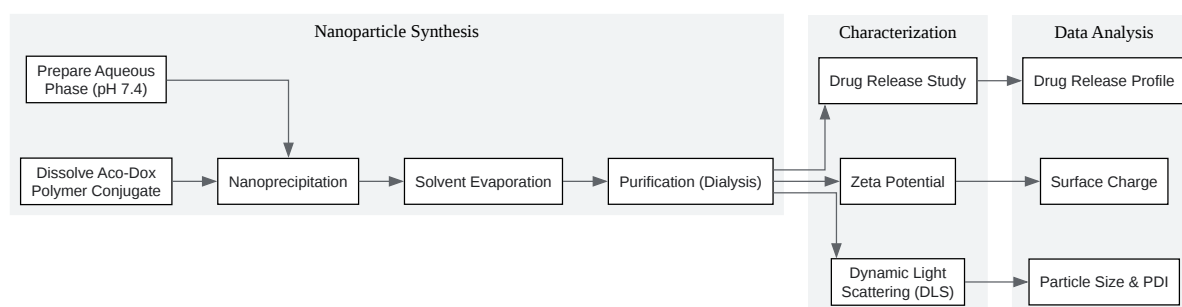 Nanoparticle Synthesis
Characterization
Data Analysis
Prepare Aqueous
Phase (pH 7.4)
Drug Release Study
Drug Release Profile
Dissolve Aco-Dox
Polymer Conjugate
Nanoprecipitation
Solvent Evaporation
Purification (Dialysis)
Zeta Potential
Surface Charge
Dynamic Light
Scattering (DLS)
Particle Size & PDI